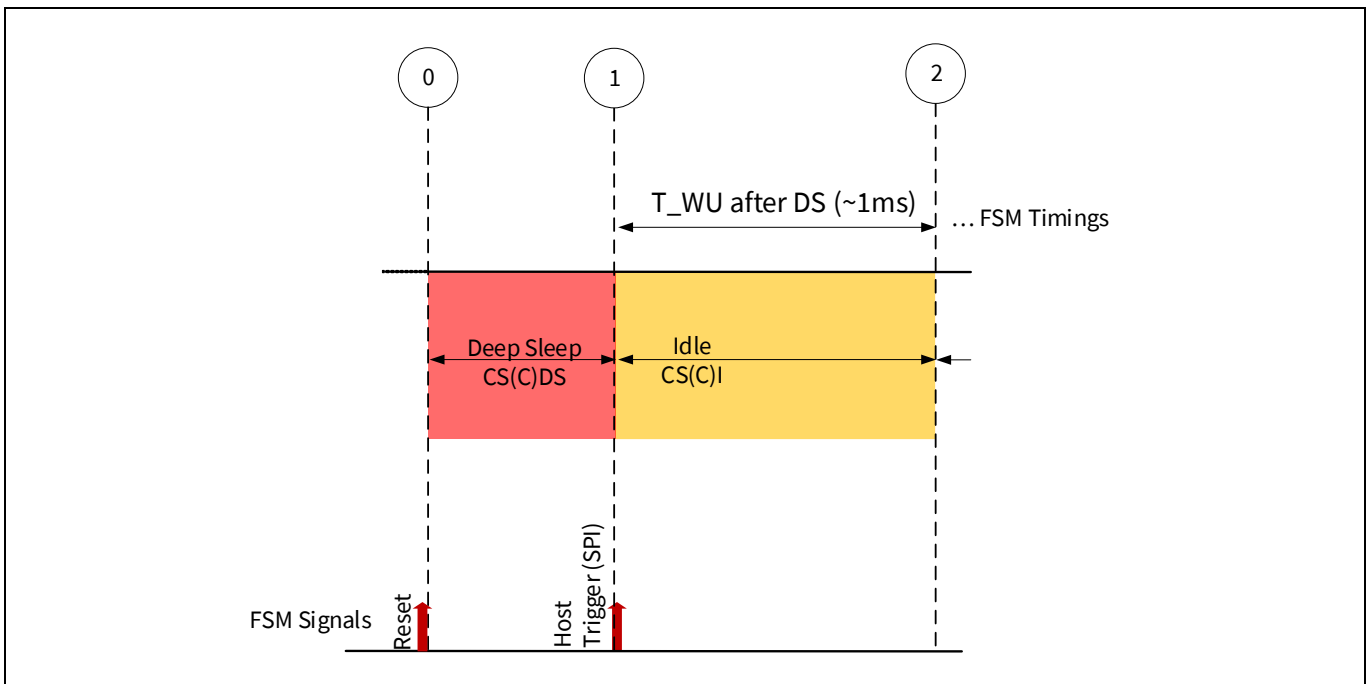 0
1
2
T_WU after DS (~1ms)
... FSM Timings
Deep Sleep
CS(C)DS
Idle
CS(C)I
FSM Signals
Reset
Host
Trigger (SPI)